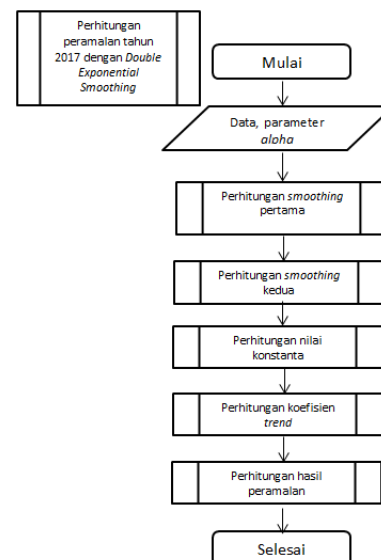 Perhitungan
peramalan tahun
2017 dengan Double
Exponential
Smoothing
Mulai
Data, parameter
alpha
Perhitungan smoothing
pertama
Perhitungan smoothing
kedua
Perhitungan nilai
konstanta
Perhitungan koefisien
trend
Perhitungan hasil
peramalan
Selesai